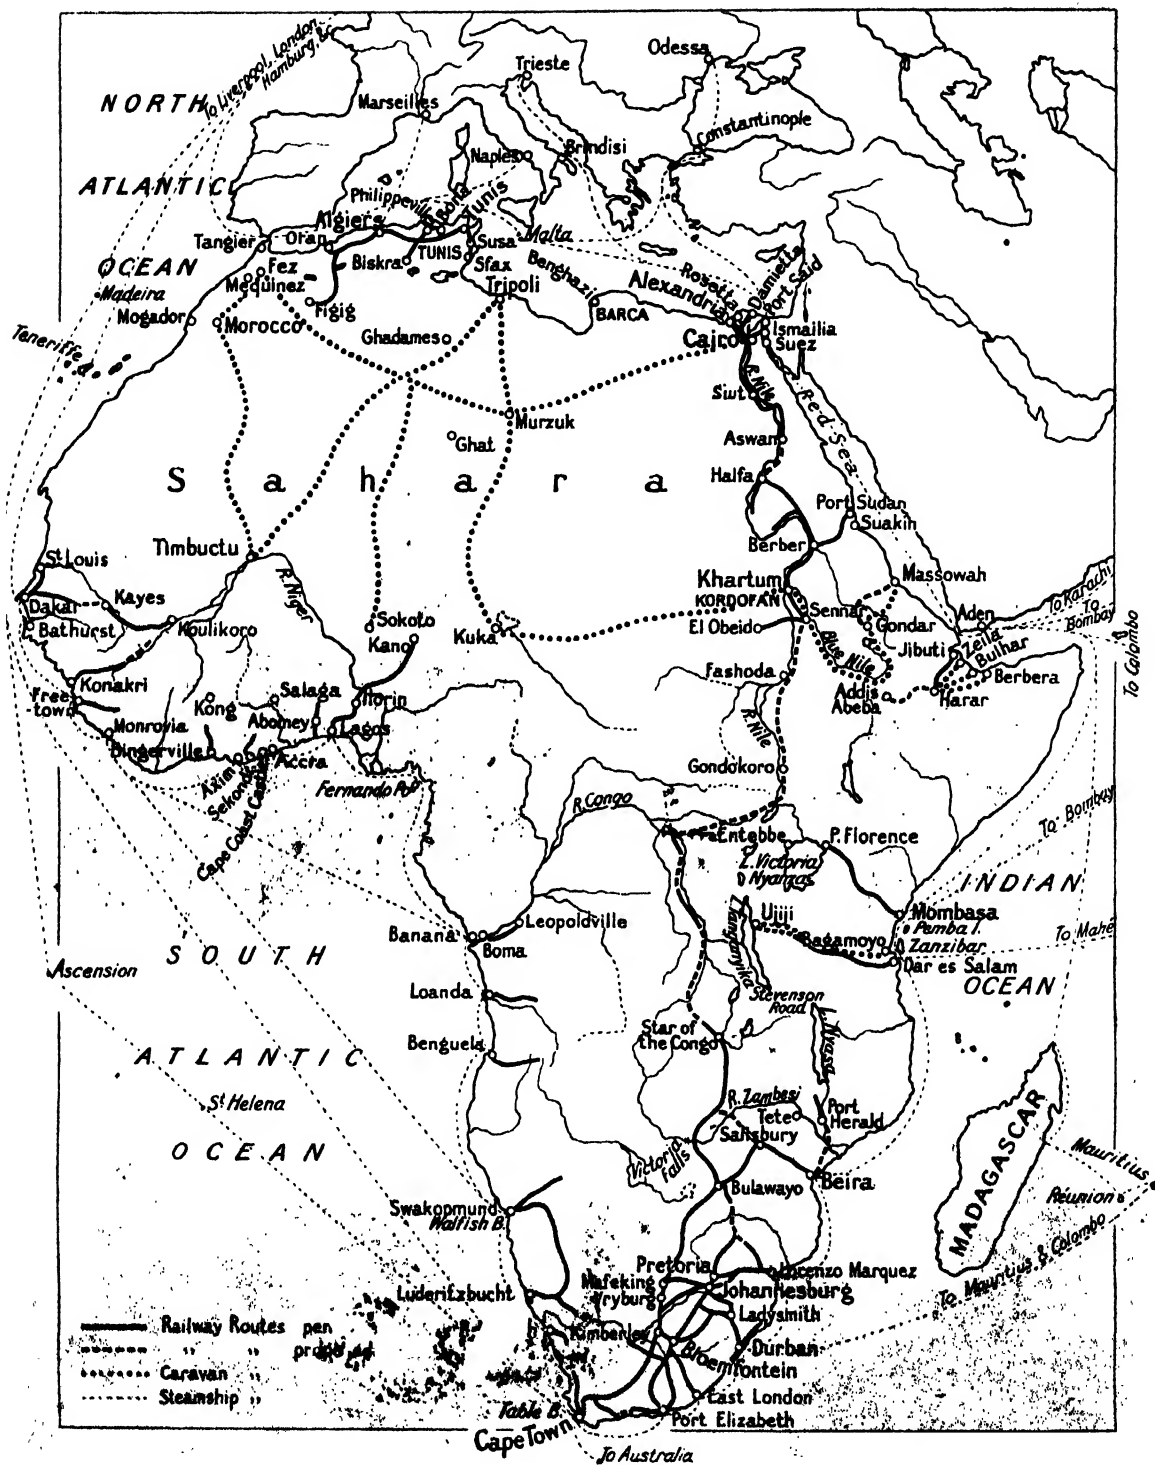 To Liverpool, London
Hamburg, &c
NORTH
ATLANTIC
OCEAN
Madeira
Teneriffe
Odessa
Trieste
Marseilles
Constantinople
Naples
Brindisi
Philippeville
Bona
Tunis
Algiers
Tangier
Oran
TUNIS
Susa
Malta
Biskra
Sfax
Benghazi
Rosetta
Damietta
Port Said
Fez
Mequinez
Tripoli
Alexandria
Figig
BARCA
Mogador
Morocco
Ghadames
Cairo
Ismailia
Suez
R. Nile
Siut
Red Sea
Murzuk
Ghat
Aswan
Halfa
Sahara
Port Sudan
Suakin
Berber
Timbuctu
St. Louis
R. Niger
Khartum
KORDOFAN
Massowah
Dakar
Kayes
Bathurst
Koulikoro
Sokoto
Kano
Kuka
El Obeido
Sennar
Gondar
Aden
To Karachi
To
Bombay
To Colombo
Blue Nile
Jibuti
Zeila
Bulhar
Berbera
Fashoda
Addis
Abeba
Harar
Konakri
Free
town
Kong
Salaga
Ilorin
Monrovia
Abomey
Lagos
Bingerville
Axim
Sekondi
Cape Coast Castle
Accra
Fernando Po
R. Nile
Gondokoro
R. Congo
Entebbe
P. Florence
To Bombay
L. Victoria
Nyanza
INDIAN
Mombasa
Pemba I.
Ujiji
L. Tanganyika
Bagamoyo
Zanzibar
To Mahé
Dar es Salam
OCEAN
Leopoldville
Banana
Boma
SOUTH
Ascension
Loanda
Stevenson
Road
Star of
the Congo
L. Nyasa
Benguela
ATLANTIC
St. Helena
OCEAN
R. Zambesi
Tete
Port
Herald
Salisbury
Victoria
Falls
Bulawayo
Beira
MADAGASCAR
Mauritius
Réunion
To Mauritius & Colombo
Swakopmund
Walfish B.
Pretoria
Lorenzo Marquez
Mafeking
Vryburg
Johannesburg
Luderitzbucht
Ladysmith
Kimberley
Durban
Bloemfontein
East London
Port Elizabeth
Table B.
Cape Town
To Australia
Railway Routes
" "
Caravan "
Steamship "